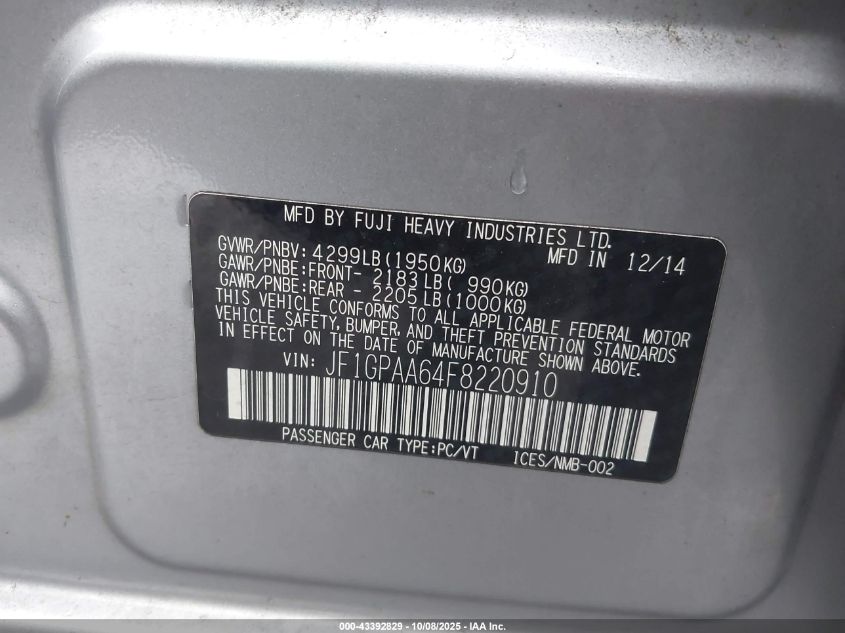 MFD BY FUJI HEAVY INDUSTRIES LTD.
GVWR/PNBV: 4299LB(1950KG) MFD IN 12/14
GAWR/PNBE:FRONT- 2183LB( 990KG)
GAWR/PNBE:REAR - 2205LB(1000KG)
THIS VEHICLE CONFORMS TO ALL APPLICABLE FEDERAL MOTOR
VEHICLE SAFETY, BUMPER, AND THEFT PREVENTION STANDARDS
IN EFFECT ON THE DATE OF MANUFACTURE SHOWN ABOVE.
VIN: JF1GPAA64F8220910
PASSENGER CAR TYPE:PC/VT ICES/NMB-002
000-43392829 - 10/08/2025 - IAA Inc.